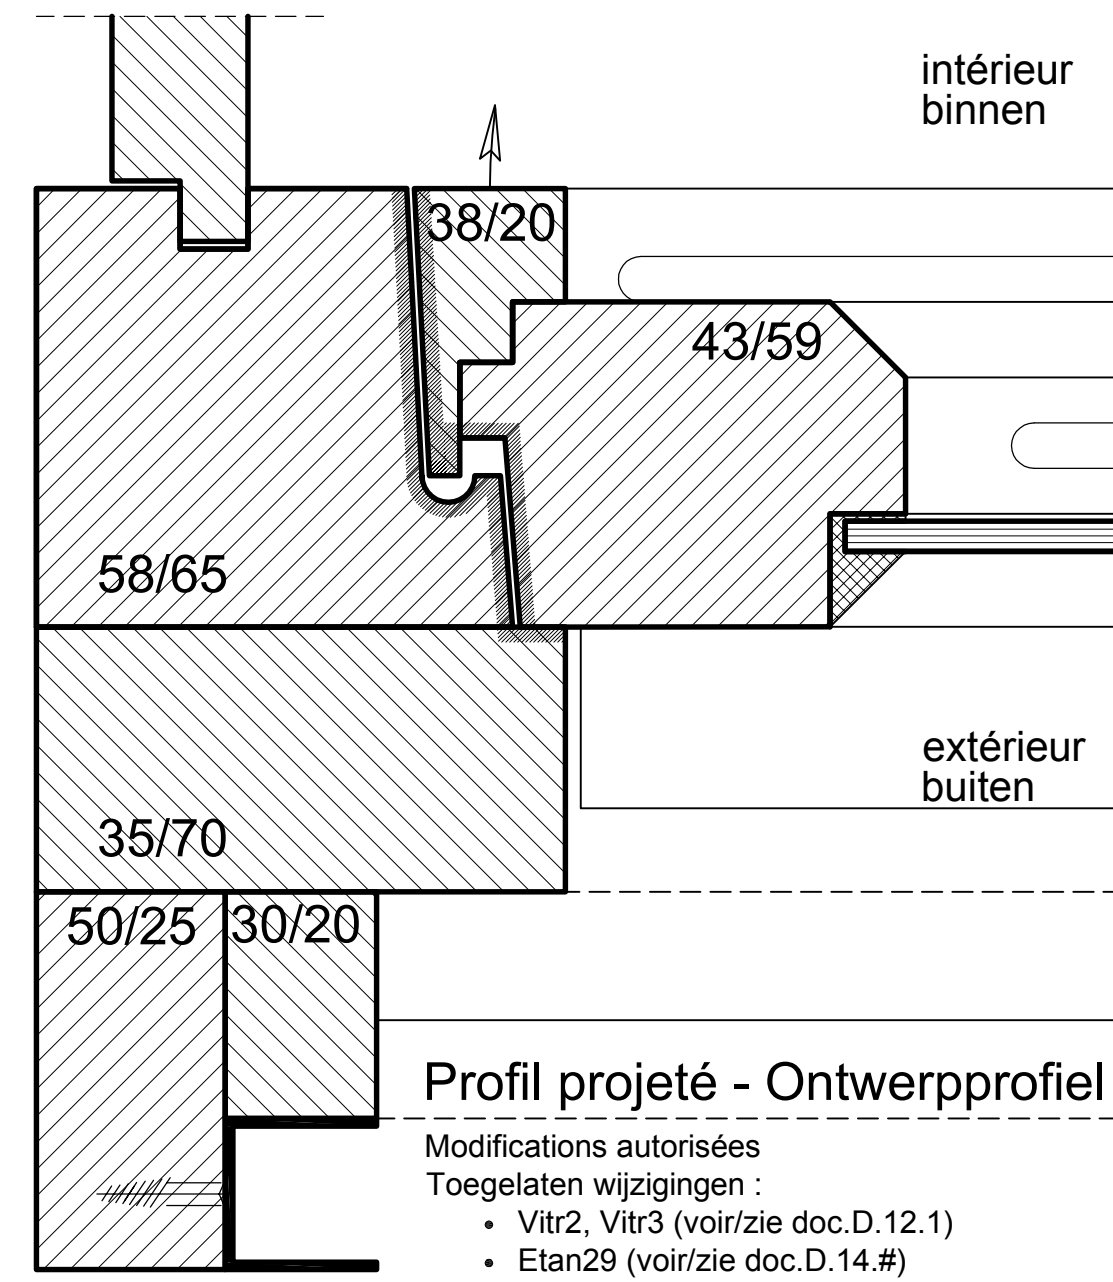 intérieur
binnen
38/20
43/59
58/65
extérieur
buiten
35/70
50/25
30/20
Profil projeté - Ontwerpprofiel
Modifications autorisées
Toegelaten wijzigingen :
• Vitr2, Vitr3 (voir/zie doc.D.12.1)
• Etan29 (voir/zie doc.D.14.#)